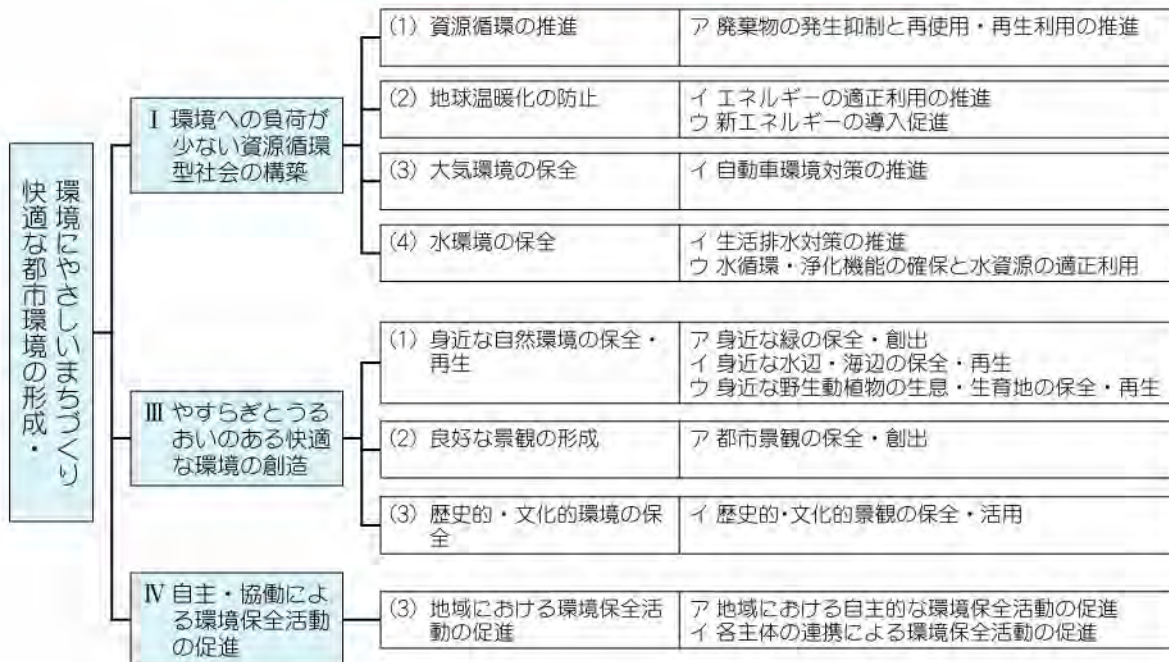 環境にやさしいまちづくり
快適な都市環境の形成・
Ⅰ 環境への負荷が
少ない資源循環
型社会の構築
(1) 資源循環の推進
ア 廃棄物の発生抑制と再使用・再生利用の推進
(2) 地球温暖化の防止
イ エネルギーの適正利用の推進
ウ 新エネルギーの導入促進
(3) 大気環境の保全
イ 自動車環境対策の推進
(4) 水環境の保全
イ 生活排水対策の推進
ウ 水循環・浄化機能の確保と水資源の適正利用
Ⅲ やすらぎとうる
おいのある快適
な環境の創造
(1) 身近な自然環境の保全・
再生
ア 身近な緑の保全・創出
イ 身近な水辺・海辺の保全・再生
ウ 身近な野生動植物の生息・生育地の保全・再生
(2) 良好な景観の形成
ア 都市景観の保全・創出
(3) 歴史的・文化的環境の保
全
イ 歴史的・文化的景観の保全・活用
Ⅳ 自主・協働によ
る環境保全活動
の促進
(3) 地域における環境保全活
動の促進
ア 地域における自主的な環境保全活動の促進
イ 各主体の連携による環境保全活動の促進